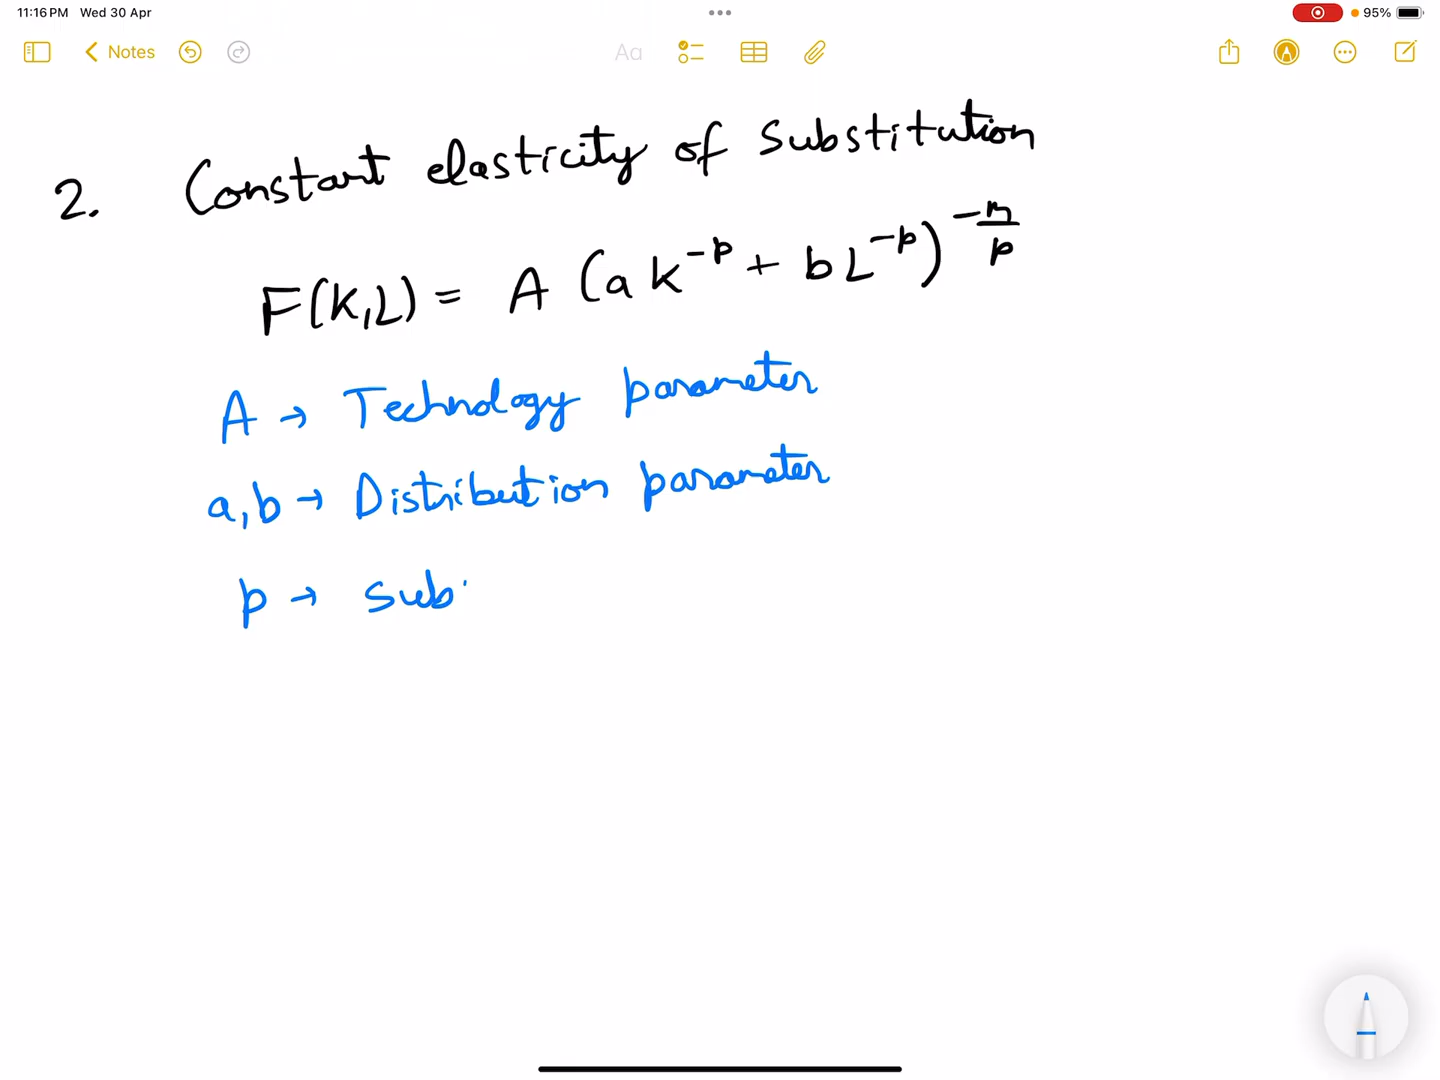 11:16 PM Wed 30 Apr
95%
Notes
Aa
2. Constant elasticity of substitution
F(K,L) = A (a K^{-p} + b L^{-p})^{-\frac{n}{p}}
A → Technology parameter
a,b → Distribution parameter
p → sub